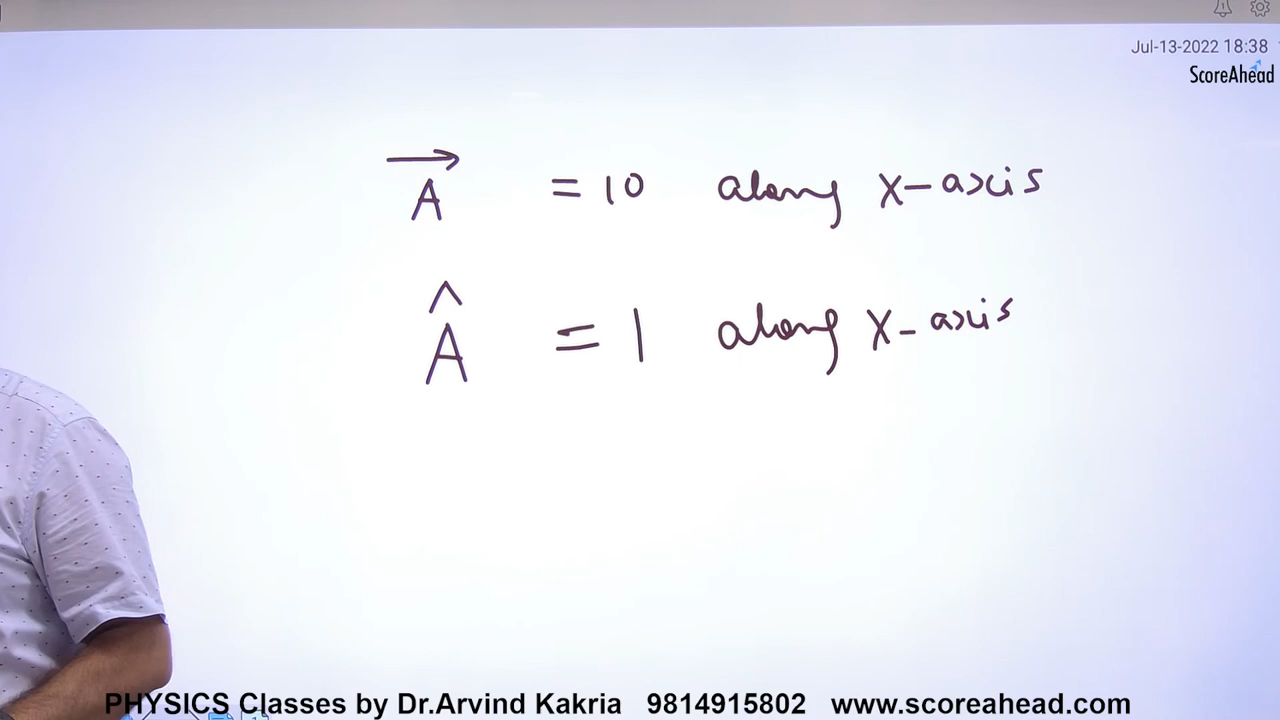 Jul-13-2022 18:38
ScoreAhead
→
A = 10 along x-axis
^
A = 1 along x-axis
PHYSICS Classes by Dr.Arvind Kakria 9814915802 www.scoreahead.com